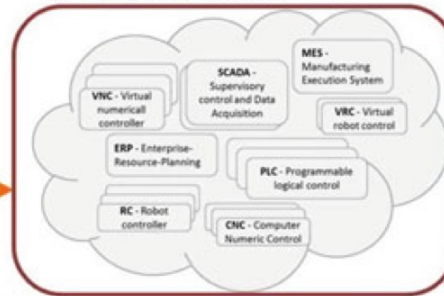 MES -
Manufacturing
Execution System
SCADA -
Supervisory
control and Data
Acquisition
VNC - Virtual
numericall
controller
VRC - Virtual
robot control
ERP - Enterprise-
Resource-Planning
PLC - Programmable
logical control
RC - Robot
controller
CNC - Computer
Numeric Control